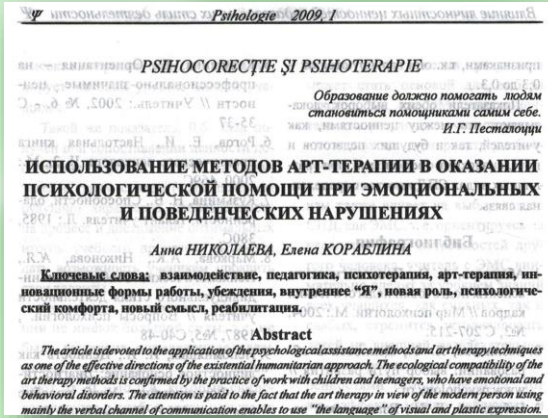 Ψ Psihologie 2009, 1
PSIHOCORECŢIE ŞI PSIHOTERAPIE
Образование должно помогать людям
становиться помощниками самим себе.
И.Г. Песталоцци
ИСПОЛЬЗОВАНИЕ МЕТОДОВ АРТ-ТЕРАПИИ В ОКАЗАНИИ
ПСИХОЛОГИЧЕСКОЙ ПОМОЩИ ПРИ ЭМОЦИОНАЛЬНЫХ
И ПОВЕДЕНЧЕСКИХ НАРУШЕНИЯХ
Анна НИКОЛАЕВА, Елена КОРАБЛИНА
Ключевые слова: взаимодействие, педагогика, психотерапия, арт-терапия, ин-
новационные формы работы, убеждения, внутреннее "Я", новая роль, психологиче-
ский комфорт, новый смысл, реабилитация.
Abstract
The article is devoted to the application of the psychological assistance methods and art therapy techniques
as one of the effective directions of the existential humanitarian approach. The ecological compatibility of the
art therapy methods is confirmed by the practice of work with children and teenagers, who have emotional and
behavioral disorders. The attention is paid to the fact that the art therapy in view of the modern person using
mainly the verbal channel of communication enables to use "the language" of visual and plastic expression.